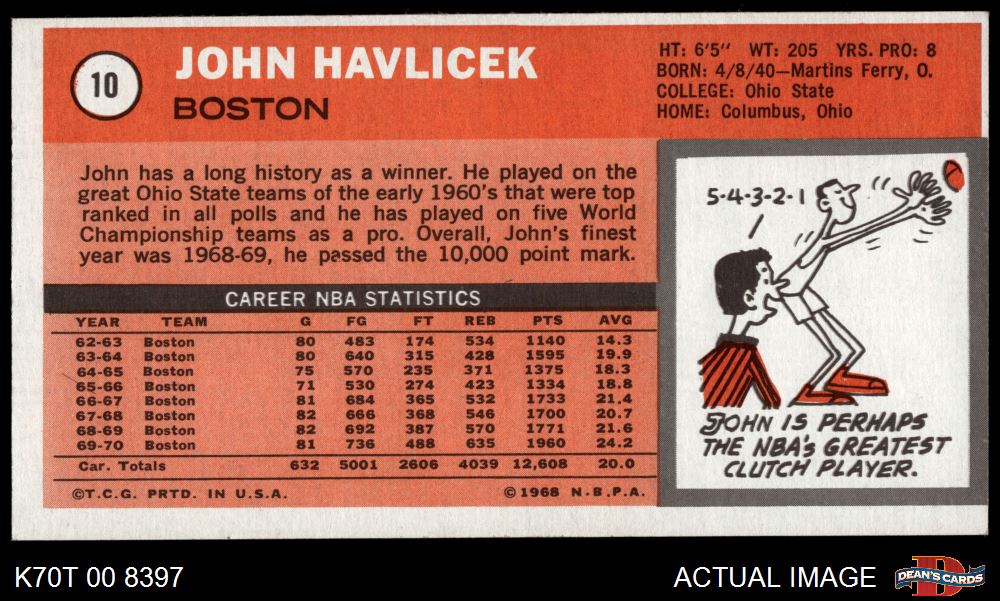 10
JOHN HAVLICEK
BOSTON
HT: 6'5" WT: 205 YRS. PRO: 8
BORN: 4/8/40—Martins Ferry, O.
COLLEGE: Ohio State
HOME: Columbus, Ohio
John has a long history as a winner. He played on the
great Ohio State teams of the early 1960's that were top
ranked in all polls and he has played on five World
Championship teams as a pro. Overall, John's finest
year was 1968-69, he passed the 10,000 point mark.
CAREER NBA STATISTICS
YEAR TEAM G FG FT REB PTS AVG
62-63 Boston 80 483 174 534 1140 14.3
63-64 Boston 80 640 315 428 1595 19.9
64-65 Boston 75 570 235 371 1375 18.3
65-66 Boston 71 530 274 423 1334 18.8
66-67 Boston 81 684 365 532 1733 21.4
67-68 Boston 82 666 368 546 1700 20.7
68-69 Boston 82 692 387 570 1771 21.6
69-70 Boston 81 736 488 635 1960 24.2
Car. Totals 632 5001 2606 4039 12,608 20.0
©T.C.G. PRTD. IN U.S.A. ©1968 N.B.P.A.
5-4-3-2-1
JOHN IS PERHAPS
THE NBA's GREATEST
CLUTCH PLAYER.
K70T 00 8397
ACTUAL IMAGE
D
DEAN'S CARDS